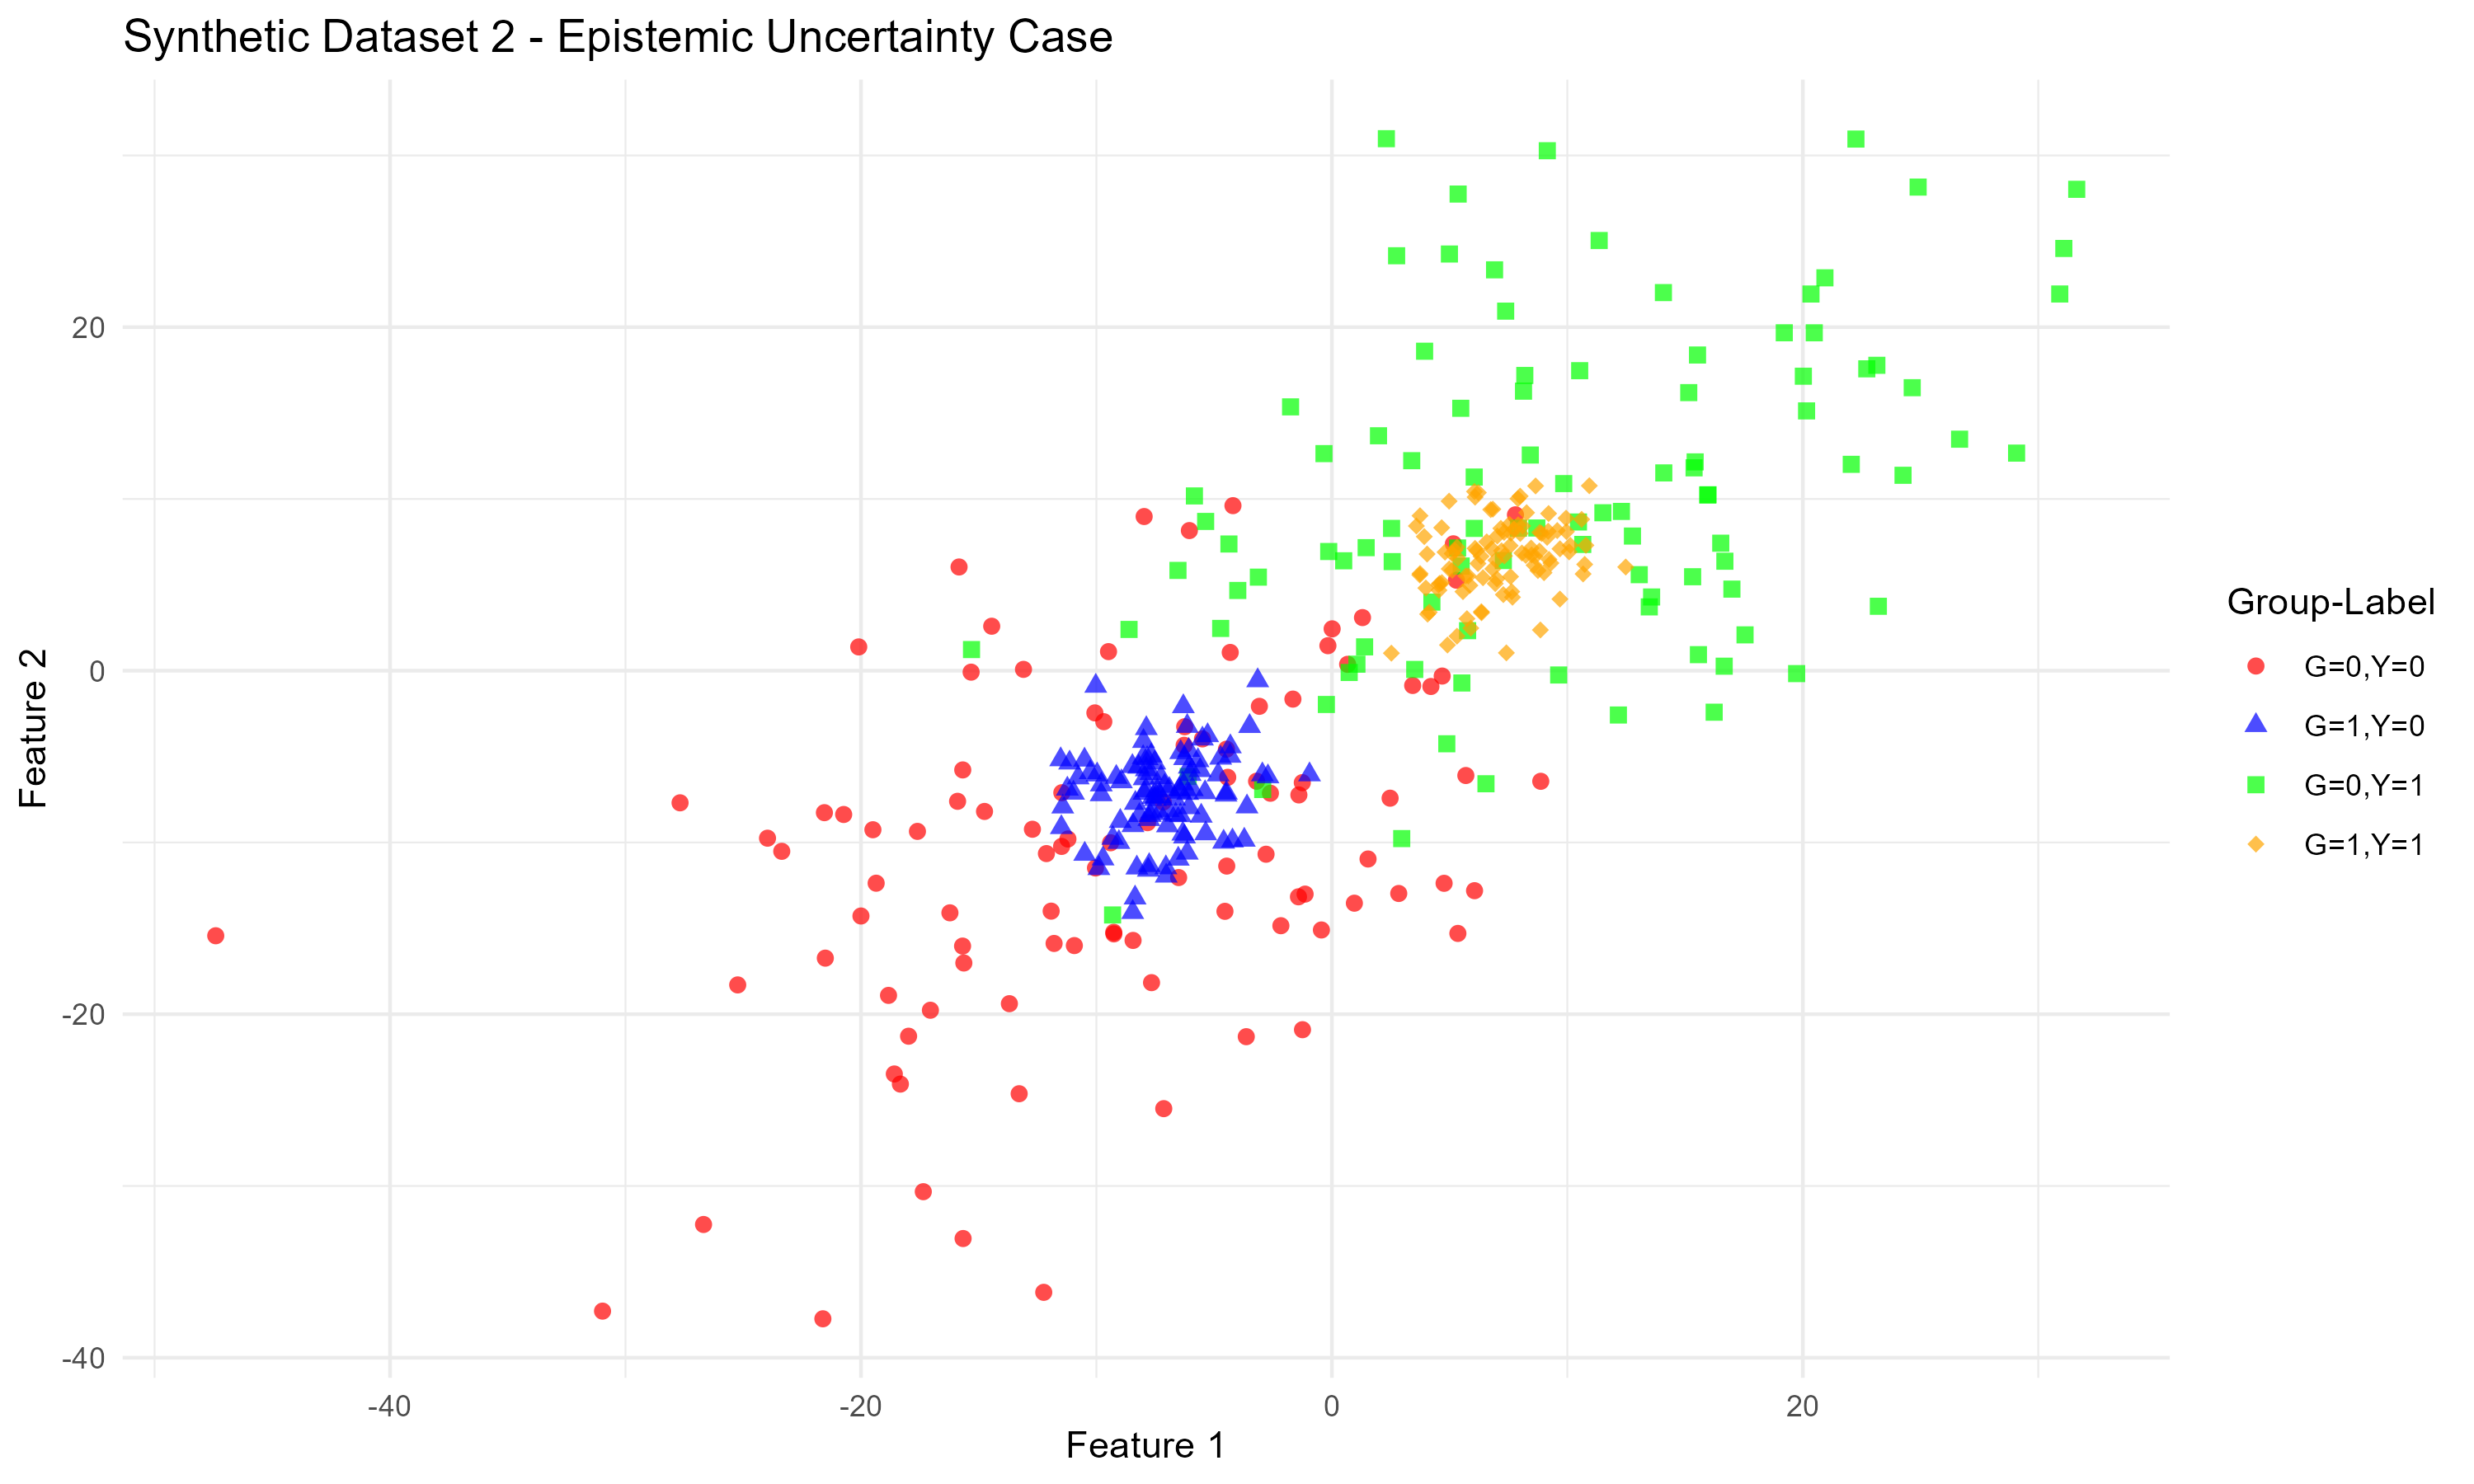 Synthetic Dataset 2 - Epistemic Uncertainty Case
Feature 2
20
0
-20
-40
-40
-20
0
20
Feature 1
Group-Label
G=0,Y=0
G=1,Y=0
G=0,Y=1
G=1,Y=1